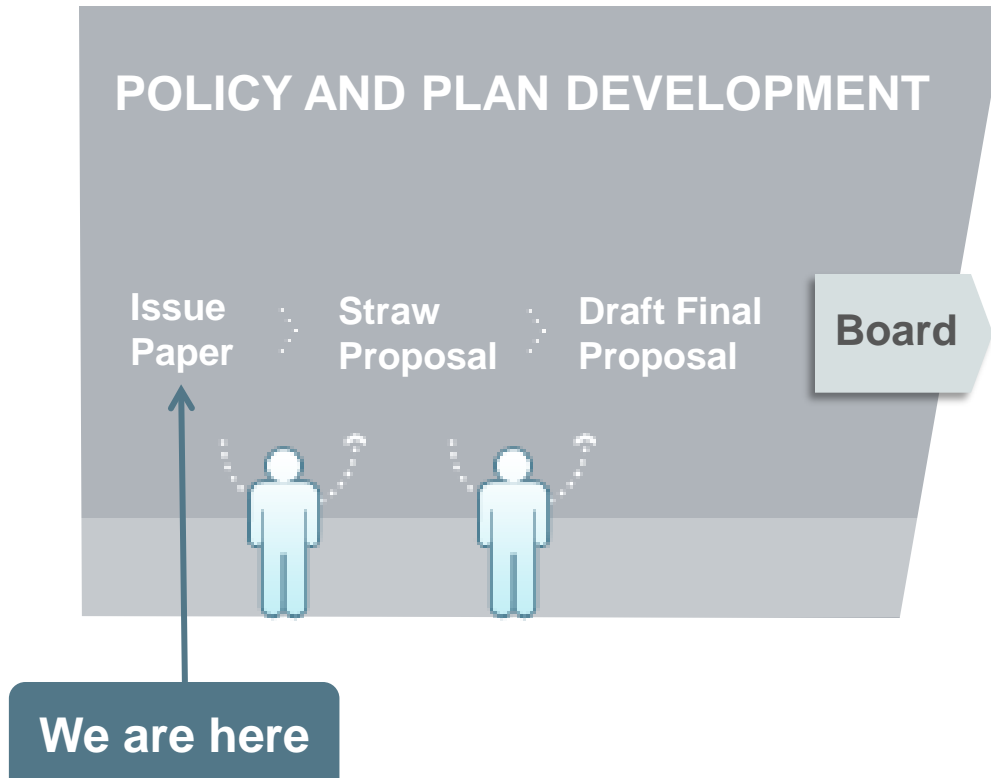 POLICY AND PLAN DEVELOPMENT
Issue
Paper
Straw
Proposal
Draft Final
Proposal
Board
We are here